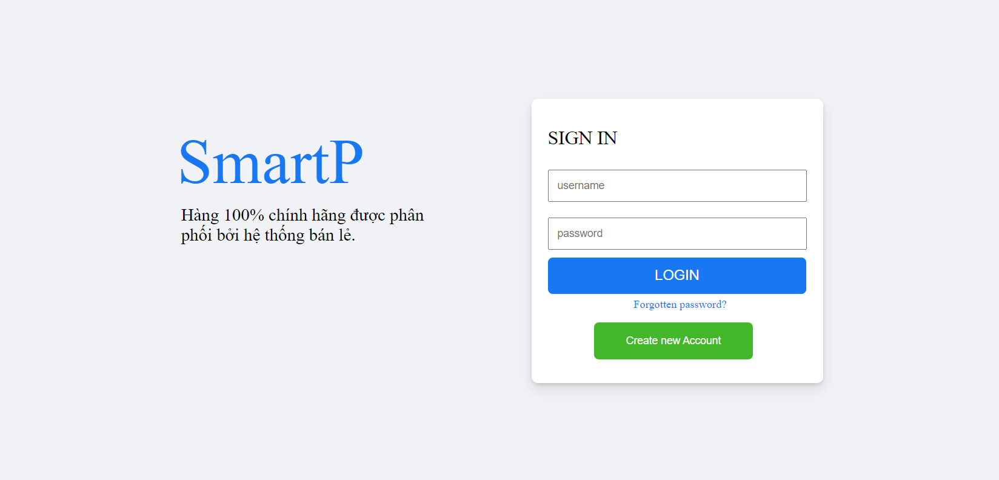 SmartP
Hàng 100% chính hãng được phân
phối bởi hệ thống bán lẻ.
SIGN IN
username
password
LOGIN
Forgotten password?
Create new Account